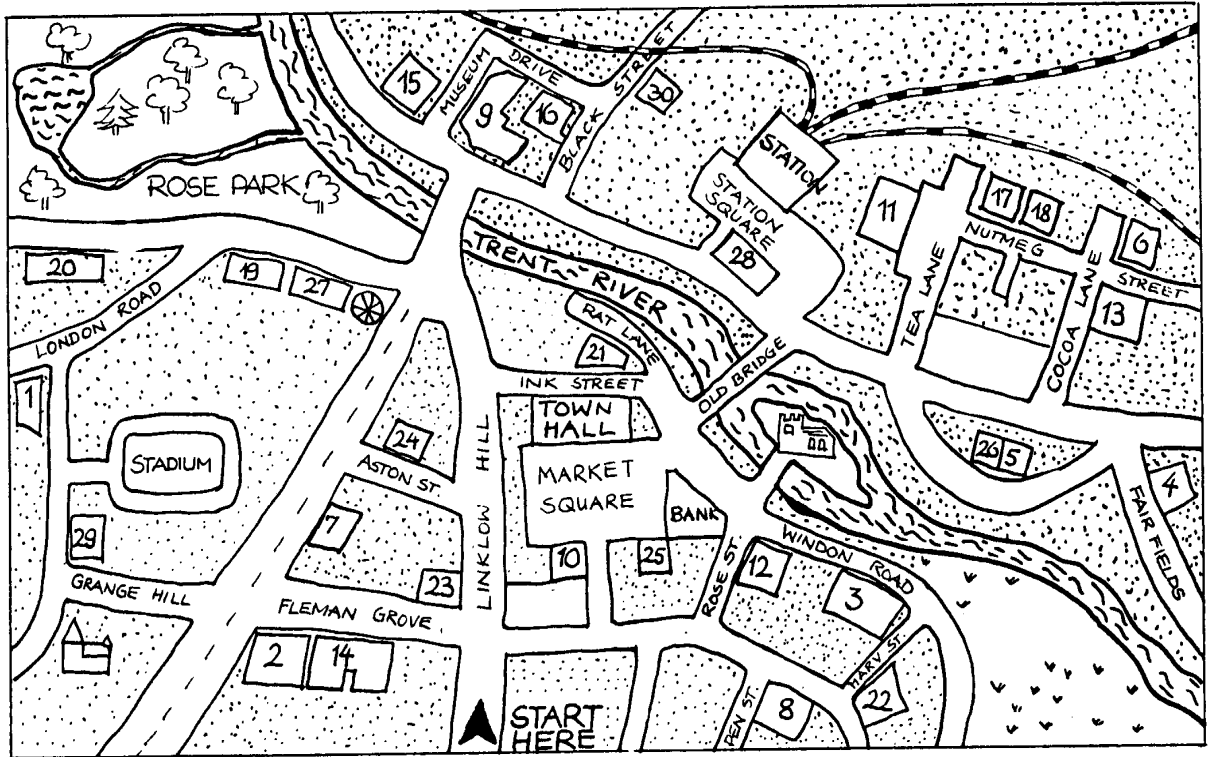 15
MUSEUM
DRIVE
9
16
BLACK STREET
30
STATION
ROSE PARK
STATION
SQUARE
28
11
17
18
NUTMEG
STREET
6
TRENT RIVER
20
19
27
LONDON ROAD
RAT LANE
21
INK STREET
OLD BRIDGE
TEA LANE
COCOA LANE
13
1
TOWN
HALL
24
STADIUM
ASTON ST
LINKLOW HILL
MARKET
SQUARE
BANK
26
5
4
FAIR FIELDS
7
29
10
25
ROSE ST
WINDON ROAD
12
3
GRANGE HILL
23
FLEMAN GROVE
2
14
HARV ST
22
PEN ST
8
START
HERE